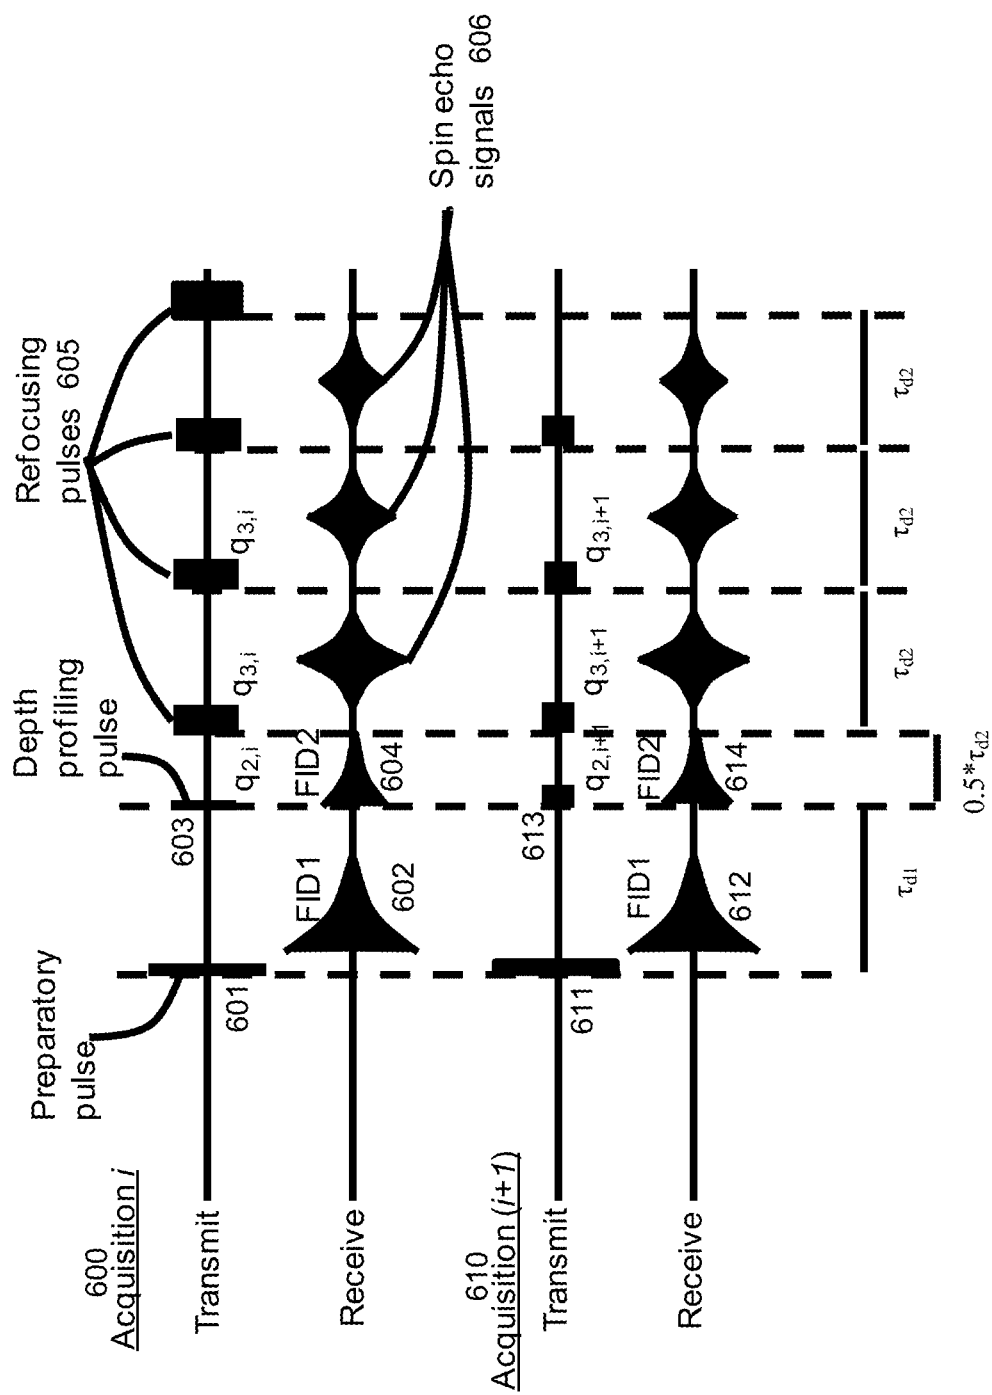 600
Acquisition i
Transmit
Receive
Preparatory
pulse
601
FID1
602
Depth
profiling
pulse
603
q2,i
FID2
604
Refocusing
pulses 605
q3,i
q3,i
Spin echo
signals 606
610
Acquisition (i+1)
Transmit
Receive
611
FID1
612
613
q2,i+1
FID2
614
q3,i+1
q3,i+1
τd1
0.5*τd2
τd2
τd2
τd2